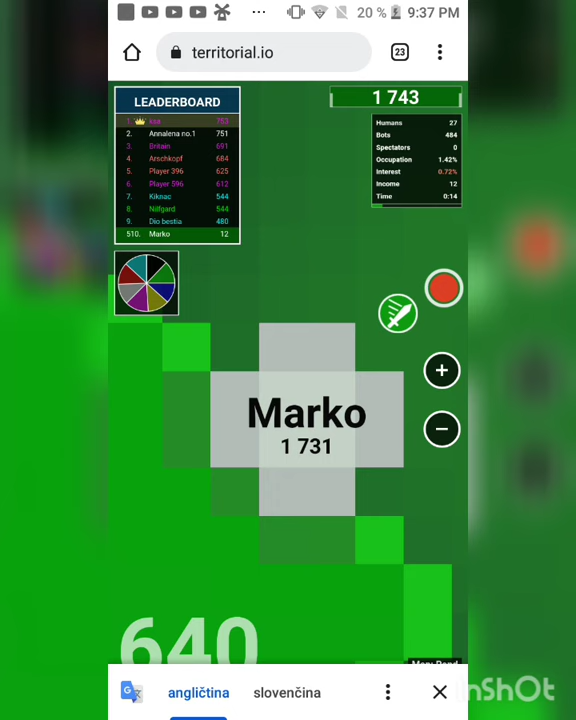 20 % 9:37 PM
territorial.io
23
LEADERBOARD
1. ksa 753
2. Annalena no.1 751
3. Britain 691
4. Arschkopf 684
5. Player 396 625
6. Player 596 612
7. Kiknac 544
8. Nilfgard 544
9. Dio bestia 480
510. Marko 12
1 743
Humans 27
Bots 484
Spectators 0
Occupation 1.42%
Interest 0.72%
Income 12
Time 0:14
Marko
1 731
640
angličtina slovenčina
InShOt